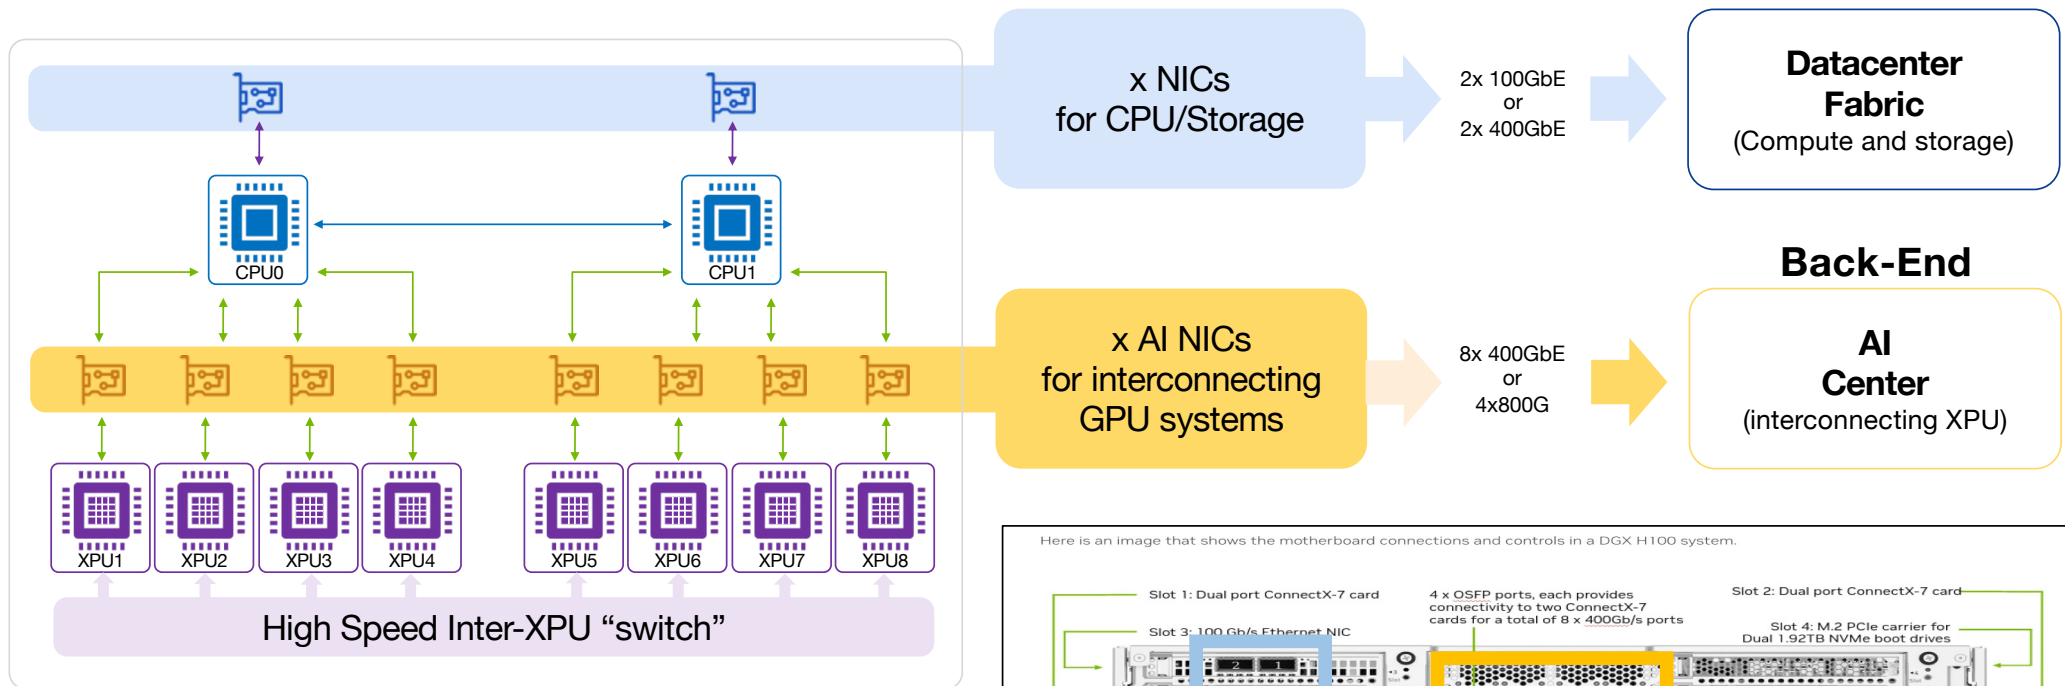 x NICs
for CPU/Storage
2x 100GbE
or
2x 400GbE
Datacenter
Fabric
(Compute and storage)
CPU0
CPU1
Back-End
x AI NICs
for interconnecting
GPU systems
8x 400GbE
or
4x800G
AI
Center
(interconnecting XPU)
XPU1
XPU2
XPU3
XPU4
XPU5
XPU6
XPU7
XPU8
High Speed Inter-XPU “switch”
Here is an image that shows the motherboard connections and controls in a DGX H100 system.
Slot 1: Dual port ConnectX-7 card
4 x OSFP ports, each provides
connectivity to two ConnectX-7
cards for a total of 8 x 400Gb/s ports
Slot 2: Dual port ConnectX-7 card
Slot 3: 100 Gb/s Ethernet NIC
Slot 4: M.2 PCIe carrier for
Dual 1.92TB NVMe boot drives
2 1